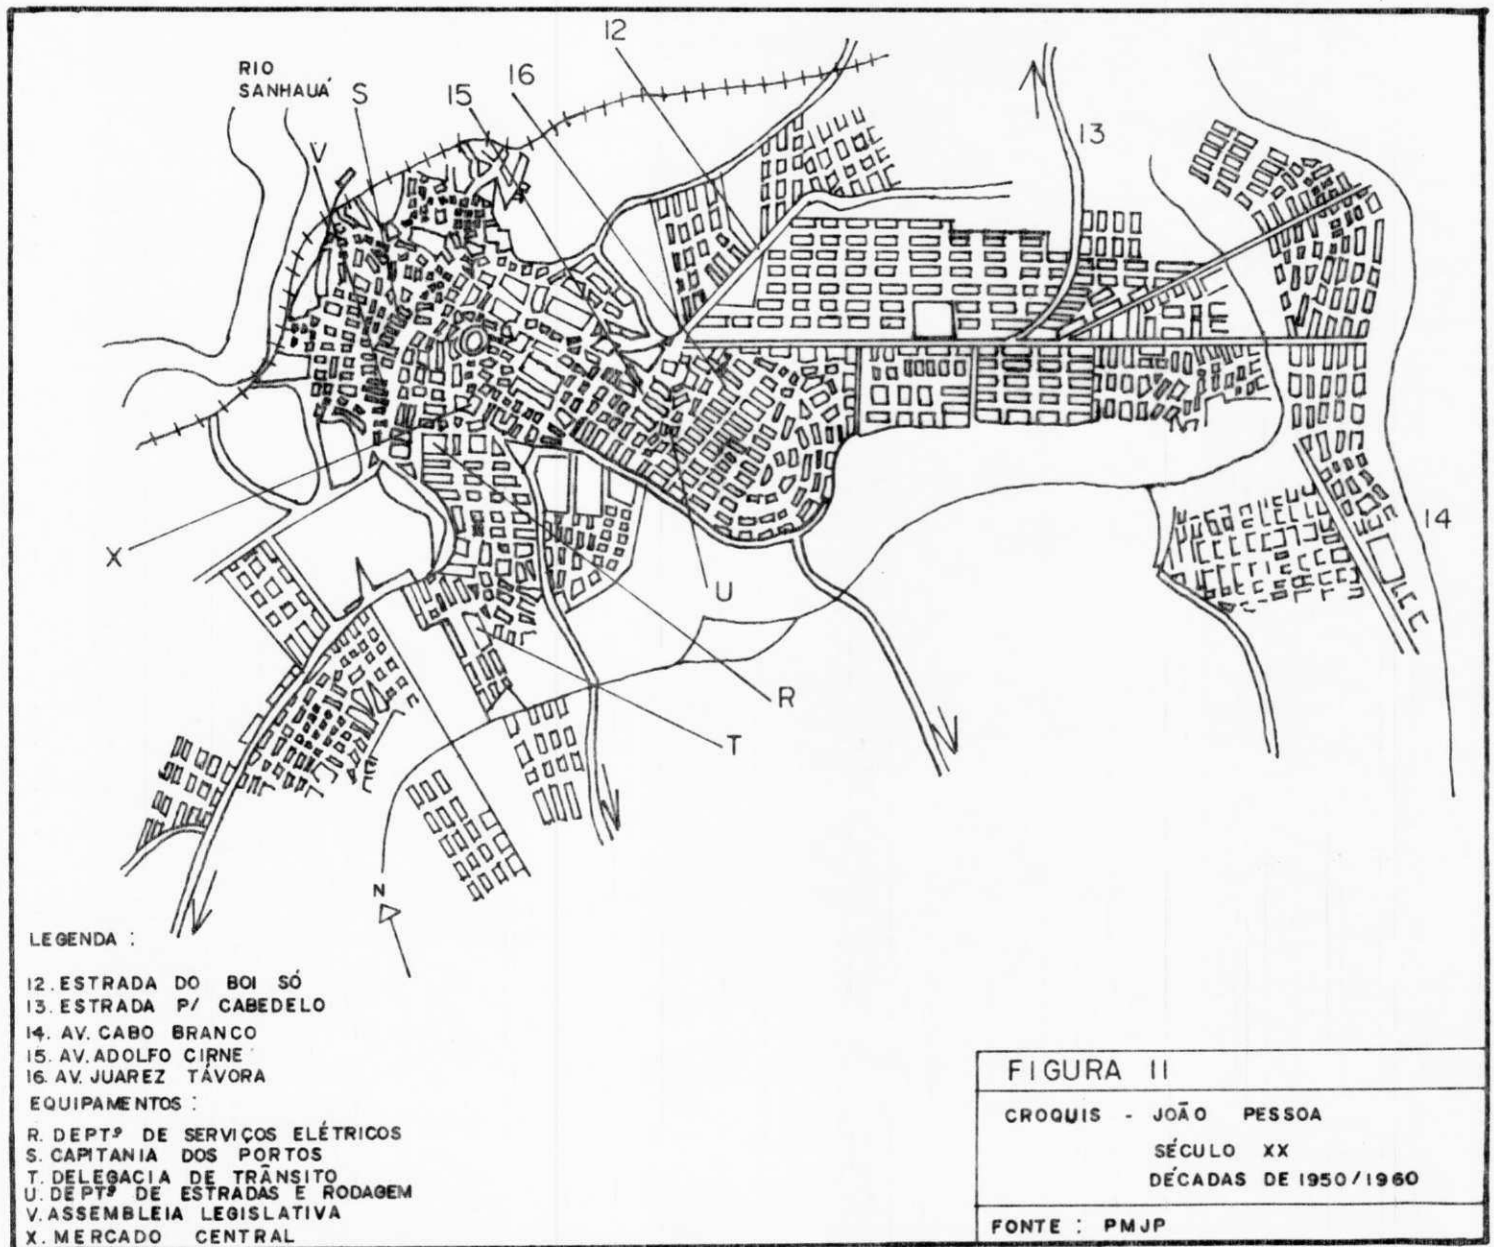 12
16
RIO
SANHAUÁ
S
15
V
13
14
X
U
R
T
N
LEGENDA :
12. ESTRADA DO BOI SÓ
13. ESTRADA P/ CABEDELO
14. AV. CABO BRANCO
15. AV. ADOLFO CIRNE
16. AV. JUAREZ TÁVORA
EQUIPAMENTOS :
R. DEPTº DE SERVIÇOS ELÉTRICOS
S. CAPITANIA DOS PORTOS
T. DELEGACIA DE TRÂNSITO
U. DEPTº DE ESTRADAS E RODAGEM
V. ASSEMBLEIA LEGISLATIVA
X. MERCADO CENTRAL
FIGURA II
CROQUIS - JOÃO PESSOA
SÉCULO XX
DÉCADAS DE 1950/1960
FONTE : PMJP